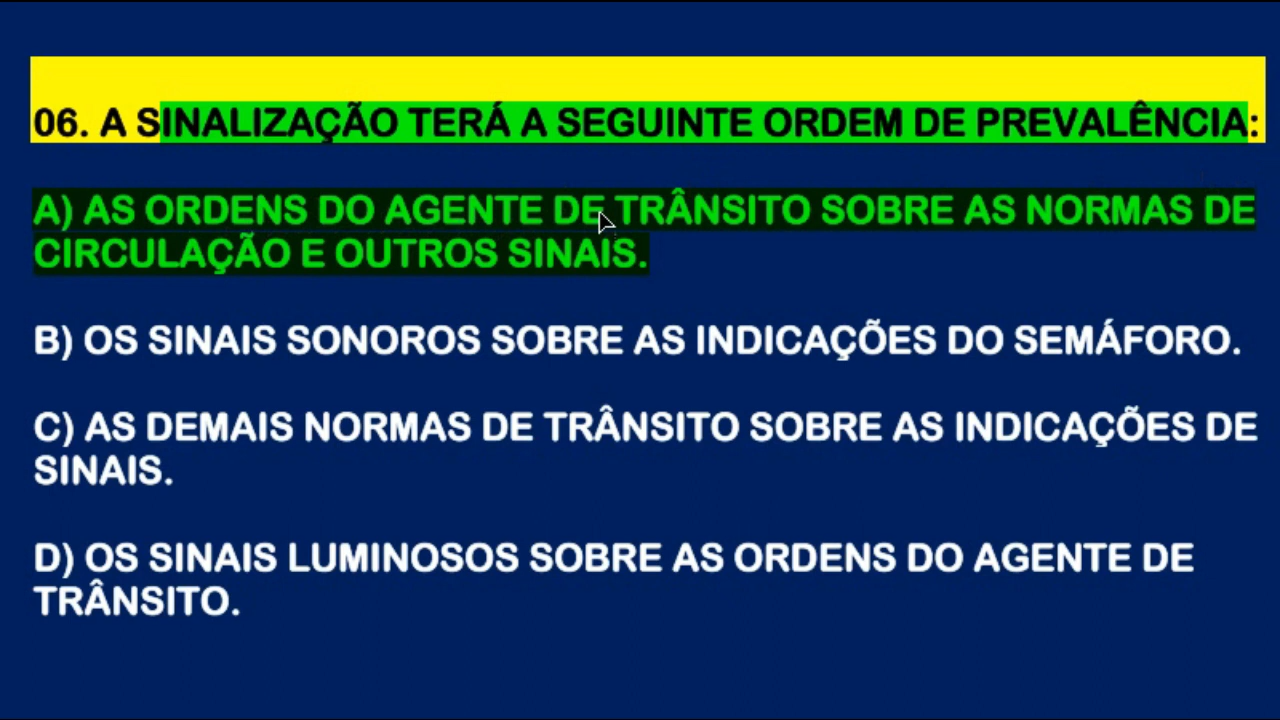 06. A SINALIZAÇÃO TERÁ A SEGUINTE ORDEM DE PREVALÊNCIA:
A) AS ORDENS DO AGENTE DE TRÂNSITO SOBRE AS NORMAS DE
CIRCULAÇÃO E OUTROS SINAIS.
B) OS SINAIS SONOROS SOBRE AS INDICAÇÕES DO SEMÁFORO.
C) AS DEMAIS NORMAS DE TRÂNSITO SOBRE AS INDICAÇÕES DE
SINAIS.
D) OS SINAIS LUMINOSOS SOBRE AS ORDENS DO AGENTE DE
TRÂNSITO.